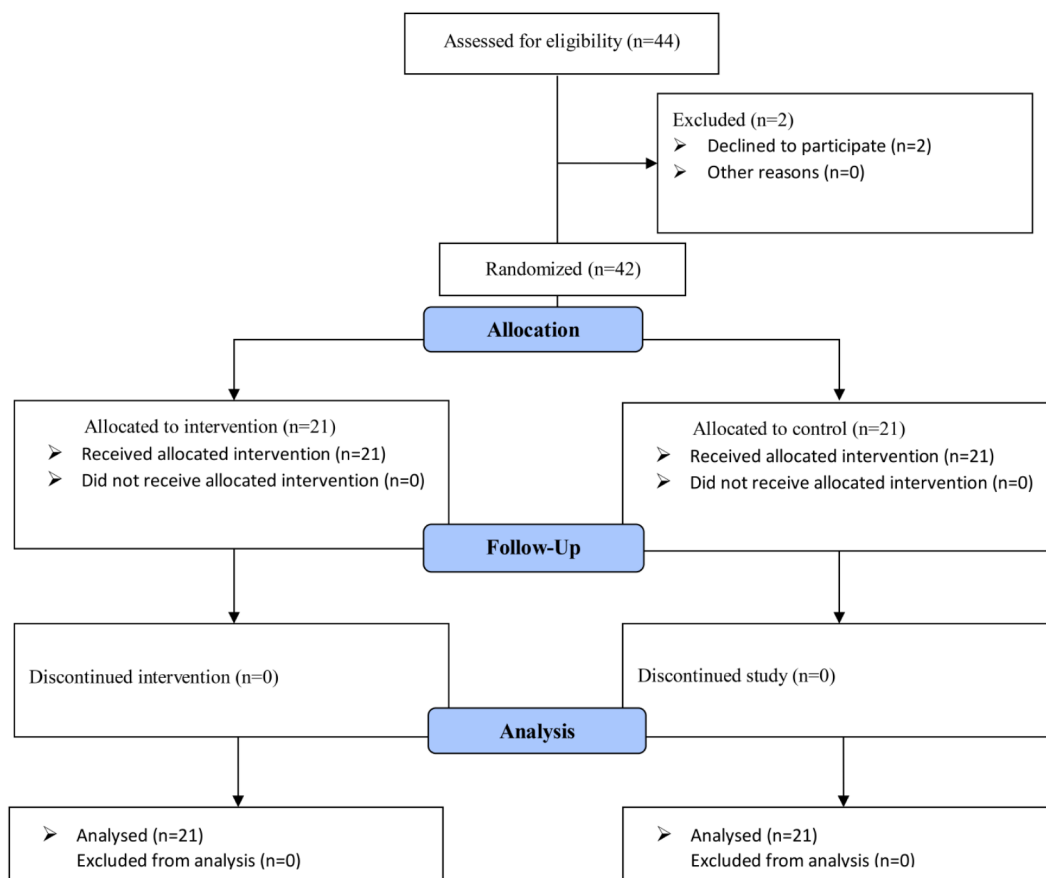 Assessed for eligibility (n=44)
Excluded (n=2)
➢ Declined to participate (n=2)
➢ Other reasons (n=0)
Randomized (n=42)
Allocation
Allocated to intervention (n=21)
➢ Received allocated intervention (n=21)
➢ Did not receive allocated intervention (n=0)
Allocated to control (n=21)
➢ Received allocated intervention (n=21)
➢ Did not receive allocated intervention (n=0)
Follow-Up
Discontinued intervention (n=0)
Discontinued study (n=0)
Analysis
➢ Analysed (n=21)
Excluded from analysis (n=0)
➢ Analysed (n=21)
Excluded from analysis (n=0)